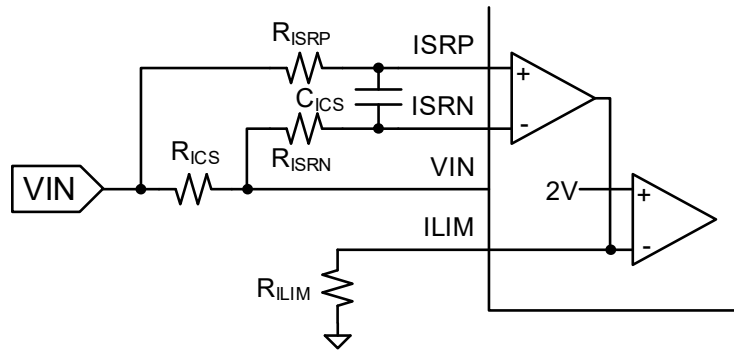 R_ISRP
ISRP
+
C_ICS
ISRN
-
R_ICS
R_ISRN
VIN
VIN
2V
+
ILIM
-
R_ILIM